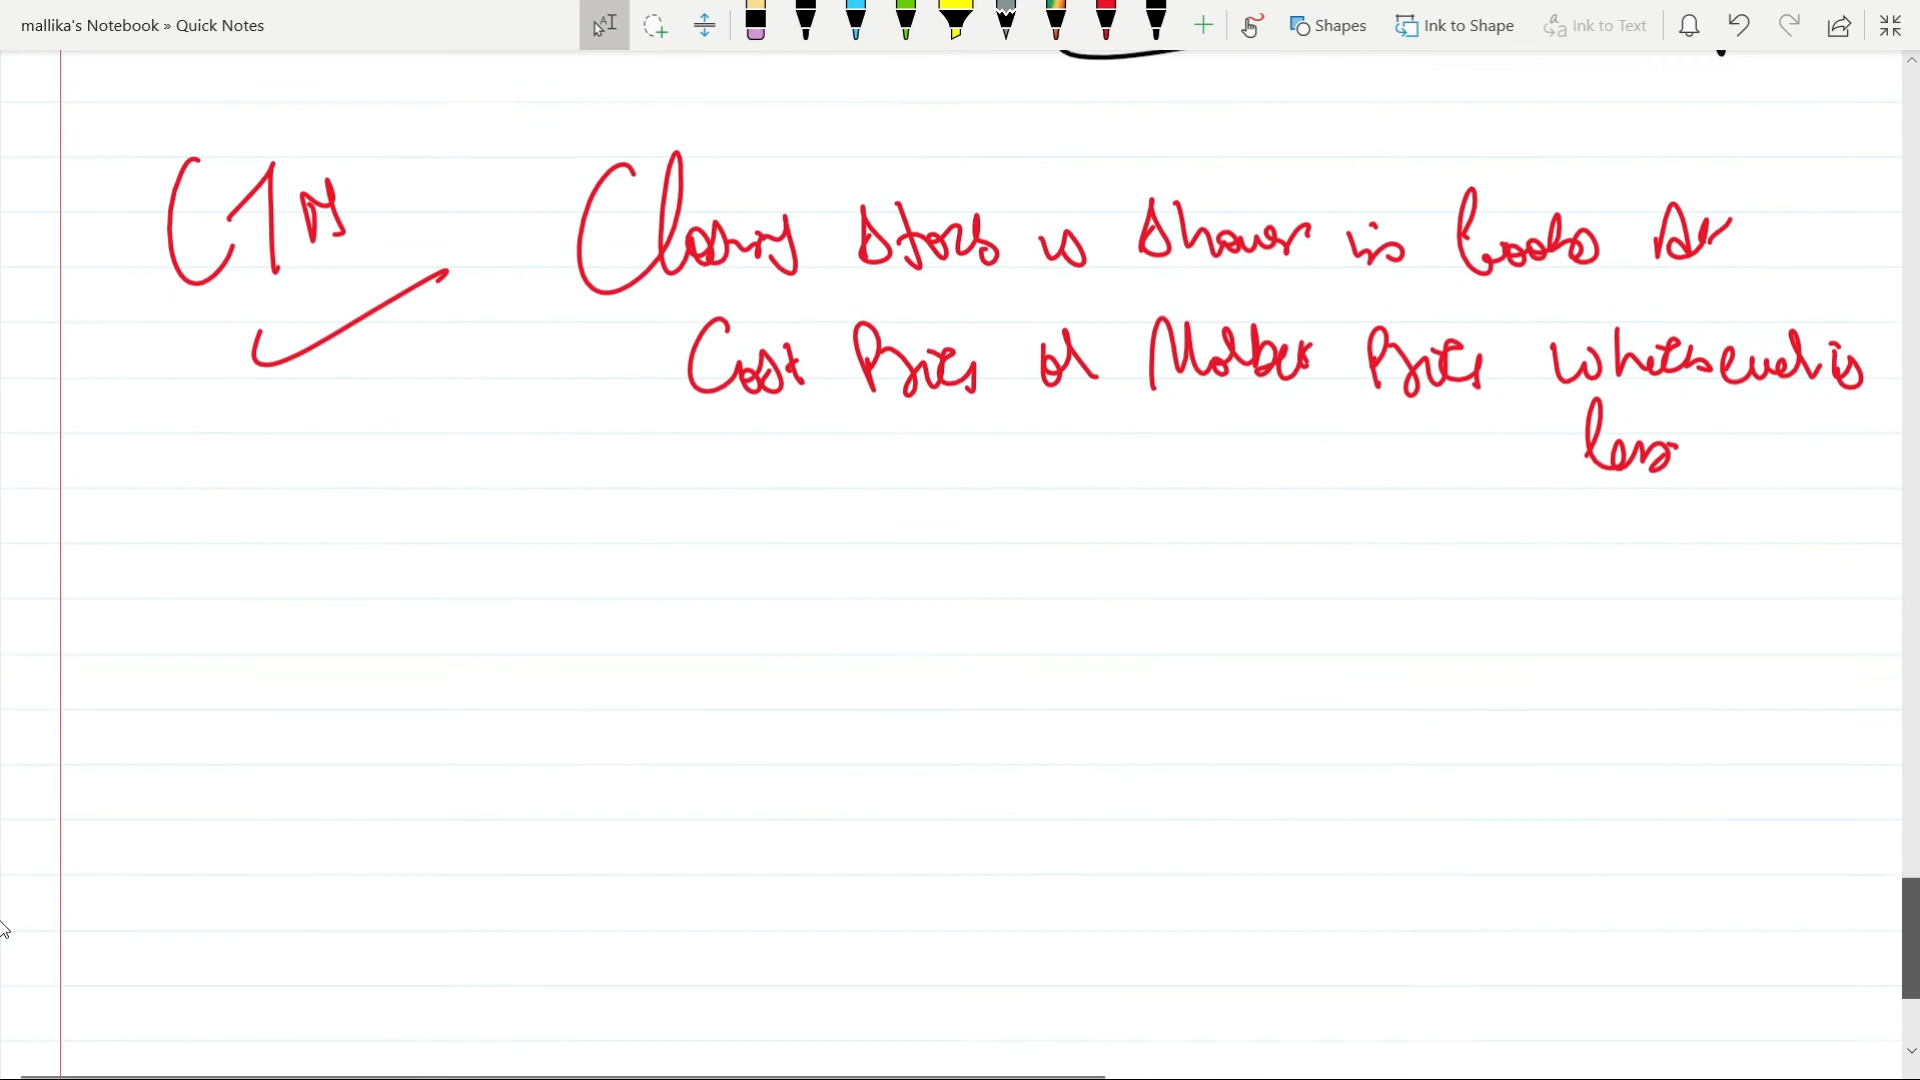 mallika's Notebook » Quick Notes
Shapes
Ink to Shape
Ink to Text
Closing Stock is shown in books At
Cost Price or Market Price whichever is
less